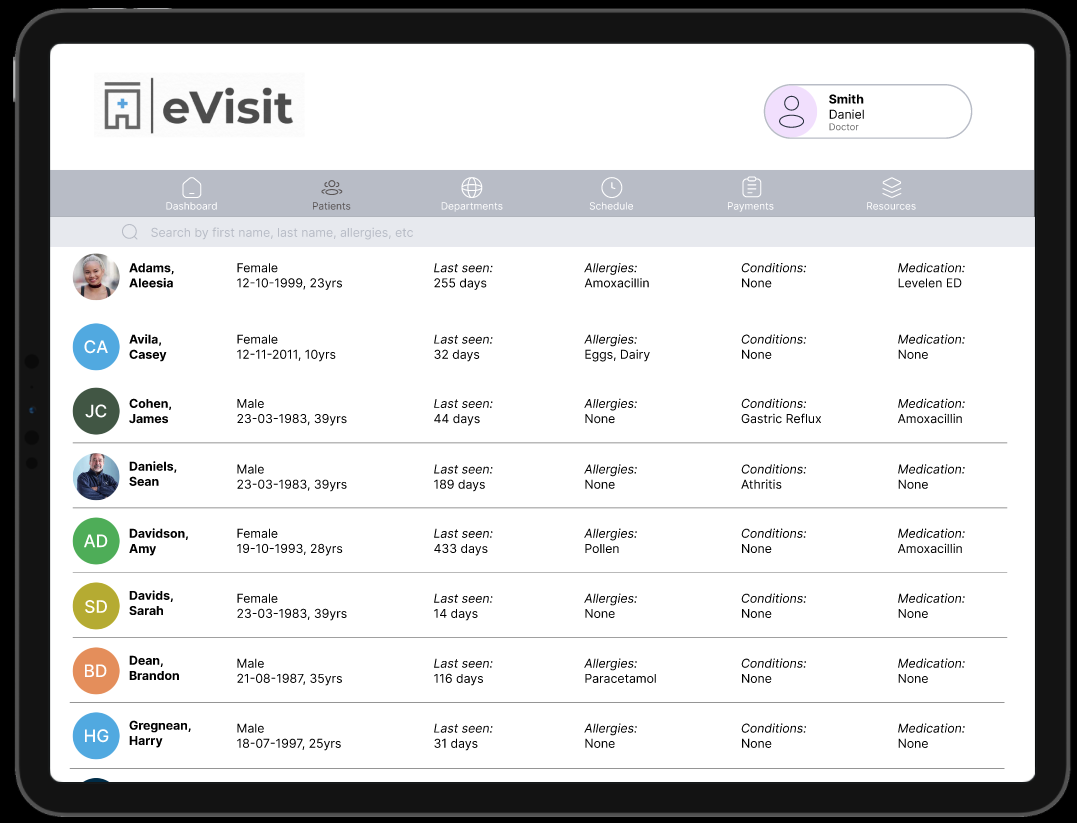 eVisit
Smith
Daniel
Doctor
Dashboard
Patients
Departments
Schedule
Payments
Resources
Search by first name, last name, allergies, etc
Adams,
Aleesia
Female
12-10-1999, 23yrs
Last seen:
255 days
Allergies:
Amoxacillin
Conditions:
None
Medication:
Levelen ED
CA
Avila,
Casey
Female
12-11-2011, 10yrs
Last seen:
32 days
Allergies:
Eggs, Dairy
Conditions:
None
Medication:
None
JC
Cohen,
James
Male
23-03-1983, 39yrs
Last seen:
44 days
Allergies:
None
Conditions:
Gastric Reflux
Medication:
Amoxacillin
Daniels,
Sean
Male
23-03-1983, 39yrs
Last seen:
189 days
Allergies:
None
Conditions:
Athritis
Medication:
None
AD
Davidson,
Amy
Female
19-10-1993, 28yrs
Last seen:
433 days
Allergies:
Pollen
Conditions:
None
Medication:
Amoxacillin
SD
Davids,
Sarah
Female
23-03-1983, 39yrs
Last seen:
14 days
Allergies:
None
Conditions:
None
Medication:
None
BD
Dean,
Brandon
Male
21-08-1987, 35yrs
Last seen:
116 days
Allergies:
Paracetamol
Conditions:
None
Medication:
None
HG
Gregnean,
Harry
Male
18-07-1997, 25yrs
Last seen:
31 days
Allergies:
None
Conditions:
None
Medication:
None